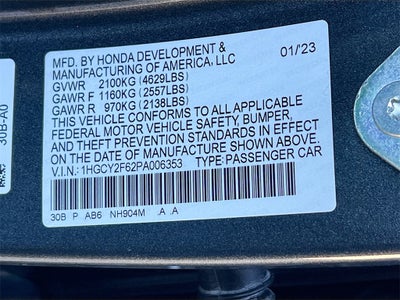 MFD. BY HONDA DEVELOPMENT & 01/'23
MANUFACTURING OF AMERICA, LLC
GVWR 2100KG(4629LBS)
GAWR F 1160KG(2557LBS)
GAWR R 970KG(2138LBS)
THIS VEHICLE CONFORMS TO ALL APPLICABLE
FEDERAL MOTOR VEHICLE SAFETY, BUMPER,
AND THEFT PREVENTION STANDARDS IN
EFFECT ON THE DATE OF MANUFACTURE SHOWN ABOVE.
V.I.N.: 1HGCY2F62PA006353 TYPE: PASSENGER CAR
30B P AB6 NH904M .A .A
30B-A0